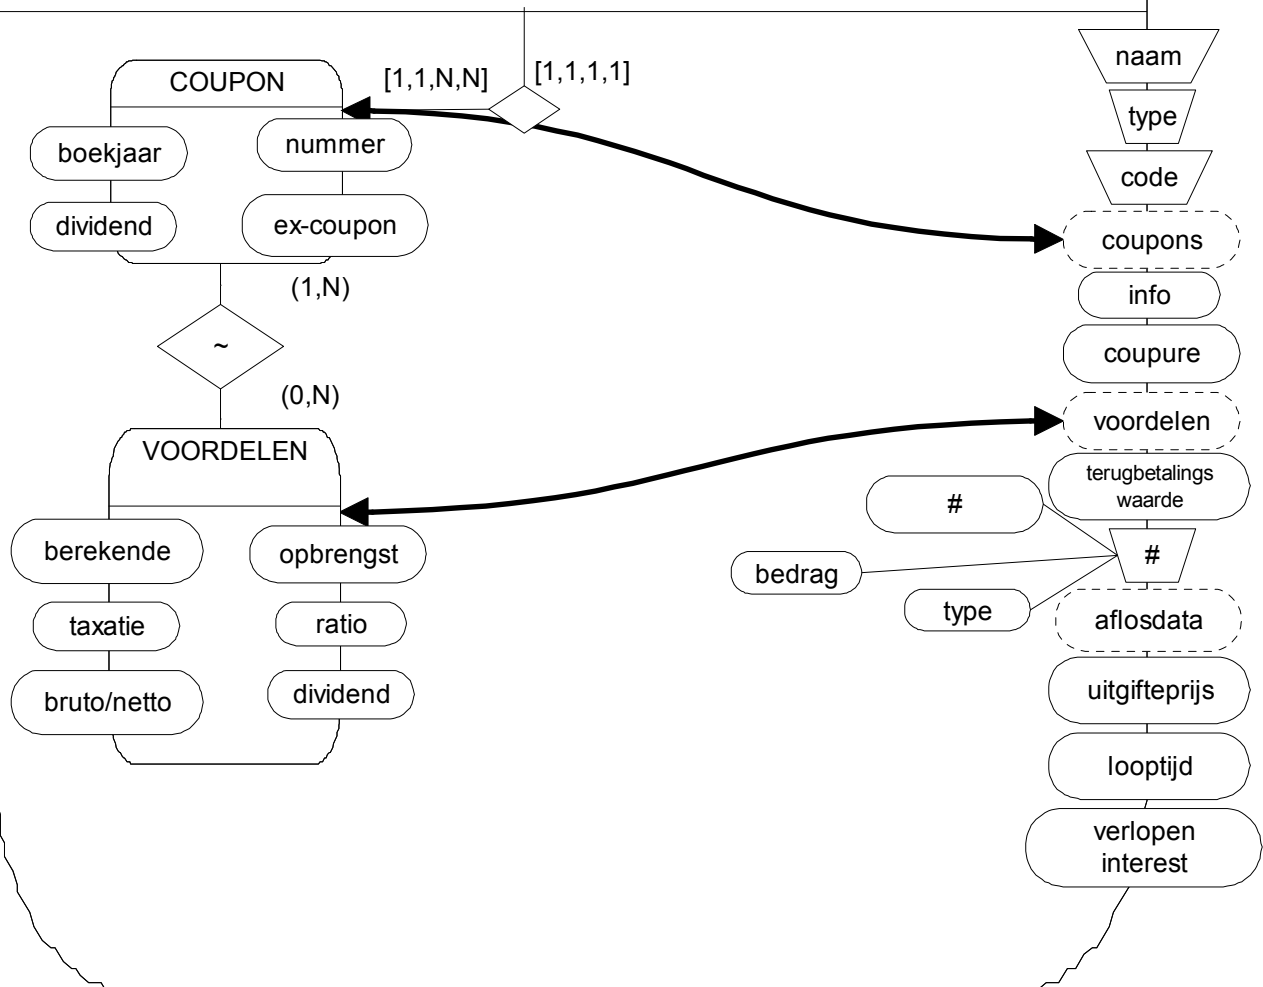 naam
[1,1,N,N]
[1,1,1,1]
COUPON
type
boekjaar
nummer
code
dividend
ex-coupon
coupons
(1,N)
info
~
coupure
(0,N)
voordelen
VOORDELEN
terugbetalings
waarde
#
berekende
opbrengst
#
bedrag
type
taxatie
ratio
aflosdata
bruto/netto
dividend
uitgifteprijs
looptijd
verlopen
interest